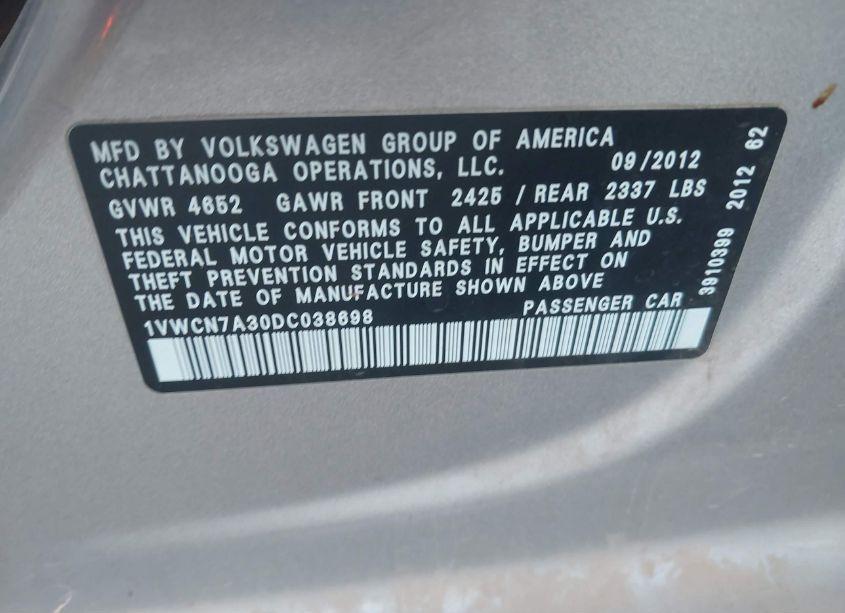 MFD BY VOLKSWAGEN GROUP OF AMERICA
CHATTANOOGA OPERATIONS, LLC. 09/2012
GVWR 4652 GAWR FRONT 2425 / REAR 2337 LBS
THIS VEHICLE CONFORMS TO ALL APPLICABLE U.S.
FEDERAL MOTOR VEHICLE SAFETY, BUMPER AND
THEFT PREVENTION STANDARDS IN EFFECT ON
THE DATE OF MANUFACTURE SHOWN ABOVE
1VWCN7A30DC038698 PASSENGER CAR
3910399 2012 62